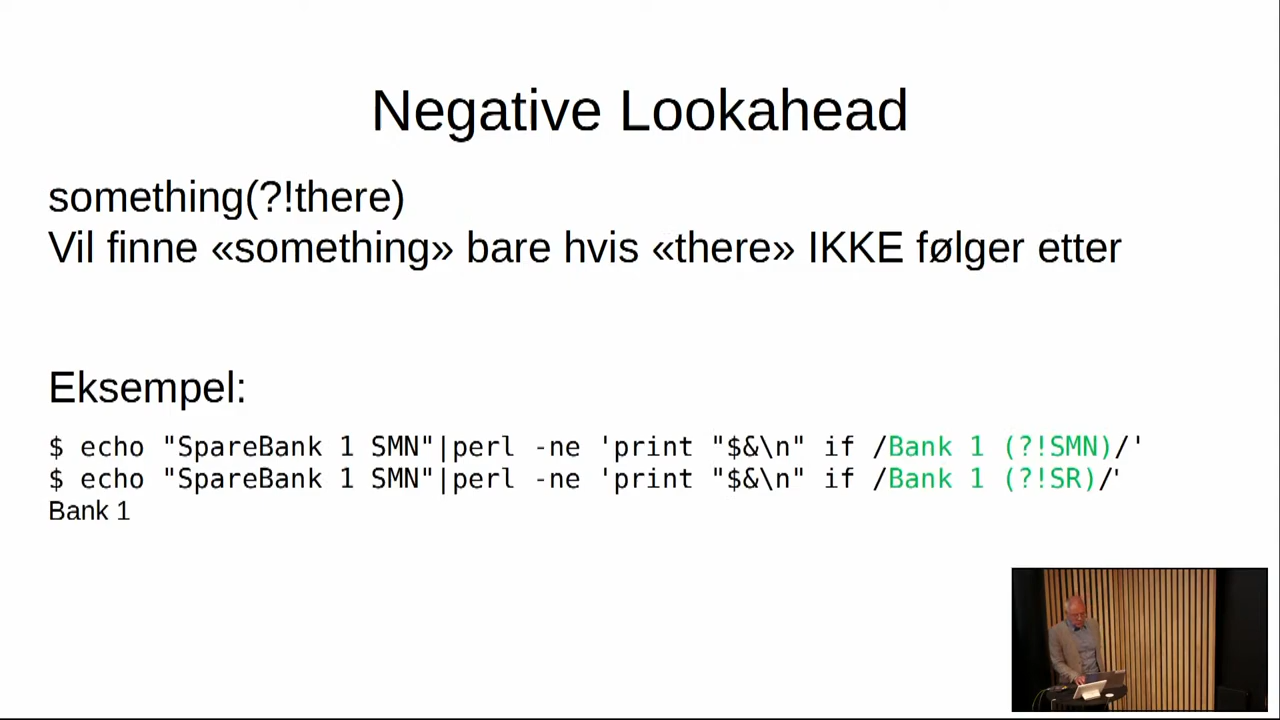 Negative Lookahead
something(?!there)
Vil finne «something» bare hvis «there» IKKE følger etter
Eksempel:
$ echo "SpareBank 1 SMN"|perl -ne 'print "$&\n" if /Bank 1 (?!SMN)/'
$ echo "SpareBank 1 SMN"|perl -ne 'print "$&\n" if /Bank 1 (?!SR)/'
Bank 1